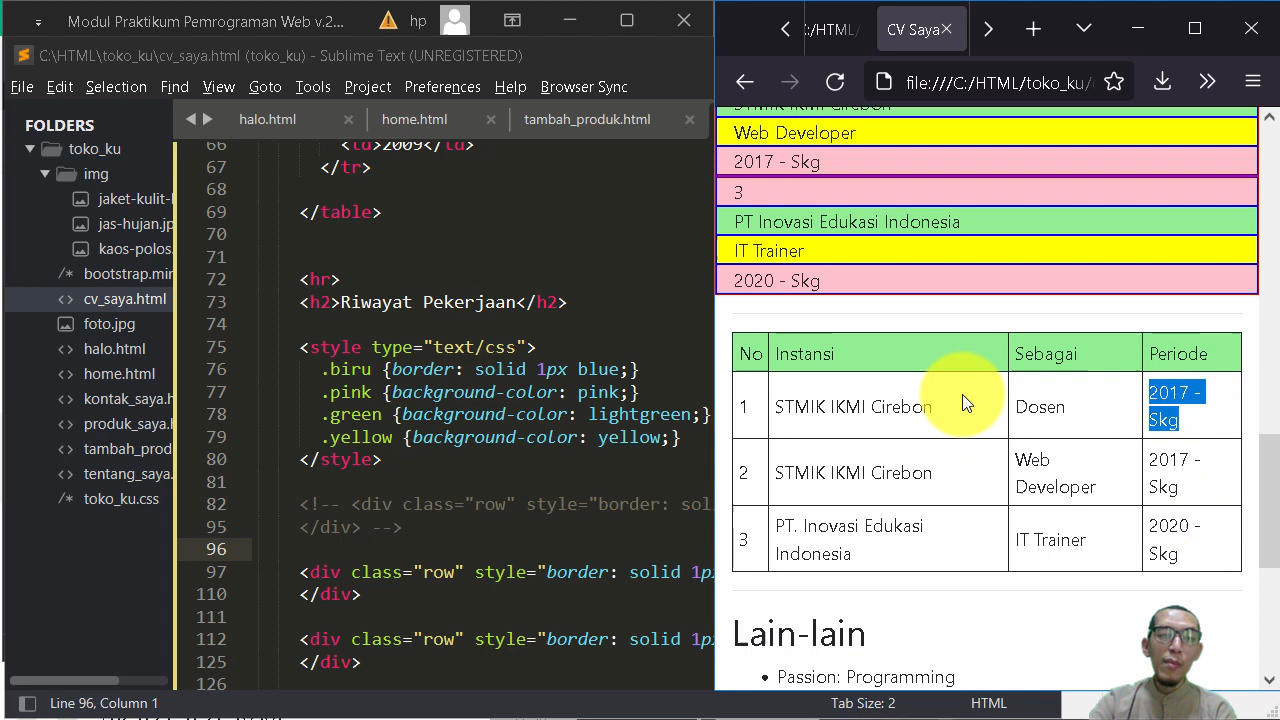 Modul Praktikum Pemrograman Web v.2...
hp
C:\HTML\toko_ku\cv_saya.html (toko_ku) - Sublime Text (UNREGISTERED)
File Edit Selection Find View Goto Tools Project Preferences Help Browser Sync
FOLDERS
toko_ku
img
jaket-kulit-
jas-hujan.jp
kaos-polos.
bootstrap.min
cv_saya.html
foto.jpg
halo.html
home.html
kontak_saya.h
produk_saya.h
tambah_prod
tentang_saya.
toko_ku.css
halo.html
home.html
tambah_produk.html
66 <td>2009</td>
67 </tr>
68
69 </table>
70
71
72 <hr>
73 <h2>Riwayat Pekerjaan</h2>
74
75 <style type="text/css">
76 .biru {border: solid 1px blue;}
77 .pink {background-color: pink;}
78 .green {background-color: lightgreen;}
79 .yellow {background-color: yellow;}
80 </style>
81
82 <!-- <div class="row" style="border: sol
95 </div> -->
96
97 <div class="row" style="border: solid 1px
110 </div>
111
112 <div class="row" style="border: solid 1px
125 </div>
126
Line 96, Column 1
Tab Size: 2
HTML
:/HTML/
CV Saya
file:///C:/HTML/toko_ku/
STMIK IKMI Cirebon
Web Developer
2017 - Skg
3
PT Inovasi Edukasi Indonesia
IT Trainer
2020 - Skg
No Instansi Sebagai Periode
1 STMIK IKMI Cirebon Dosen 2017 - Skg
2 STMIK IKMI Cirebon Web Developer 2017 - Skg
3 PT. Inovasi Edukasi Indonesia IT Trainer 2020 - Skg
Lain-lain
• Passion: Programming